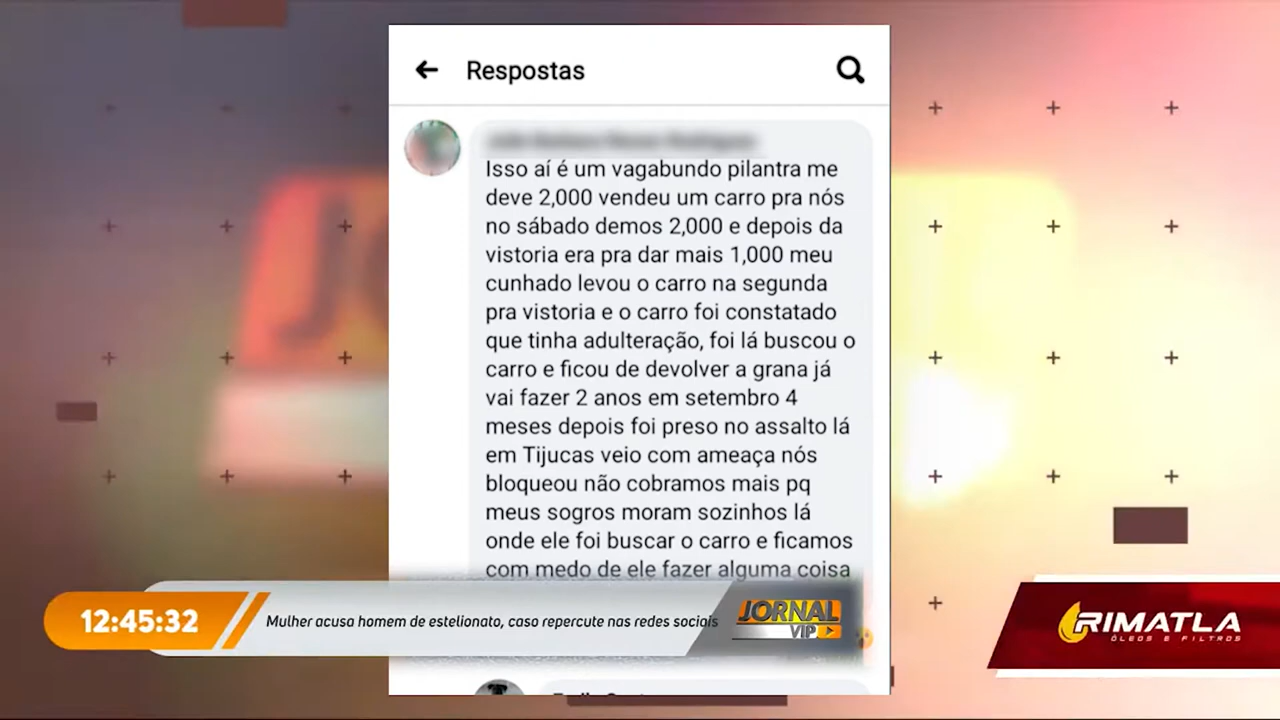 Respostas
Isso aí é um vagabundo pilantra me
deve 2,000 vendeu um carro pra nós
no sábado demos 2,000 e depois da
vistoria era pra dar mais 1,000 meu
cunhado levou o carro na segunda
pra vistoria e o carro foi constatado
que tinha adulteração, foi lá buscou o
carro e ficou de devolver a grana já
vai fazer 2 anos em setembro 4
meses depois foi preso no assalto lá
em Tijucas veio com ameaça nós
bloqueou não cobramos mais pq
meus sogros moram sozinhos lá
onde ele foi buscar o carro e ficamos
com medo de ele fazer alguma coisa
12:45:32
Mulher acusa homem de estelionato, caso repercute nas redes sociais
JORNAL
VIP
RIMATLA
ÓLEOS E FILTROS